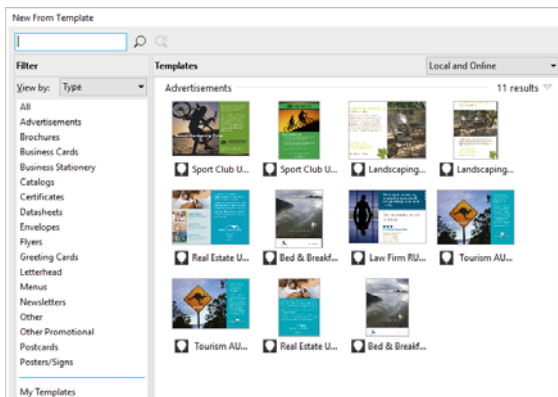 New From Template
Filter
Templates
Local and Online
View by:
Type
Advertisements
11 results
All
Advertisements
Brochures
Business Cards
Business Stationery
Catalogs
Certificates
Datasheets
Envelopes
Flyers
Greeting Cards
Letterhead
Menus
Newsletters
Other
Other Promotional
Postcards
Posters/Signs
My Templates
Sport Club U...
Sport Club U...
Landscaping...
Landscaping...
Real Estate U...
Bed & Breakf...
Law Firm RU...
Tourism AU...
Tourism AU...
Real Estate U...
Bed & Breakf...